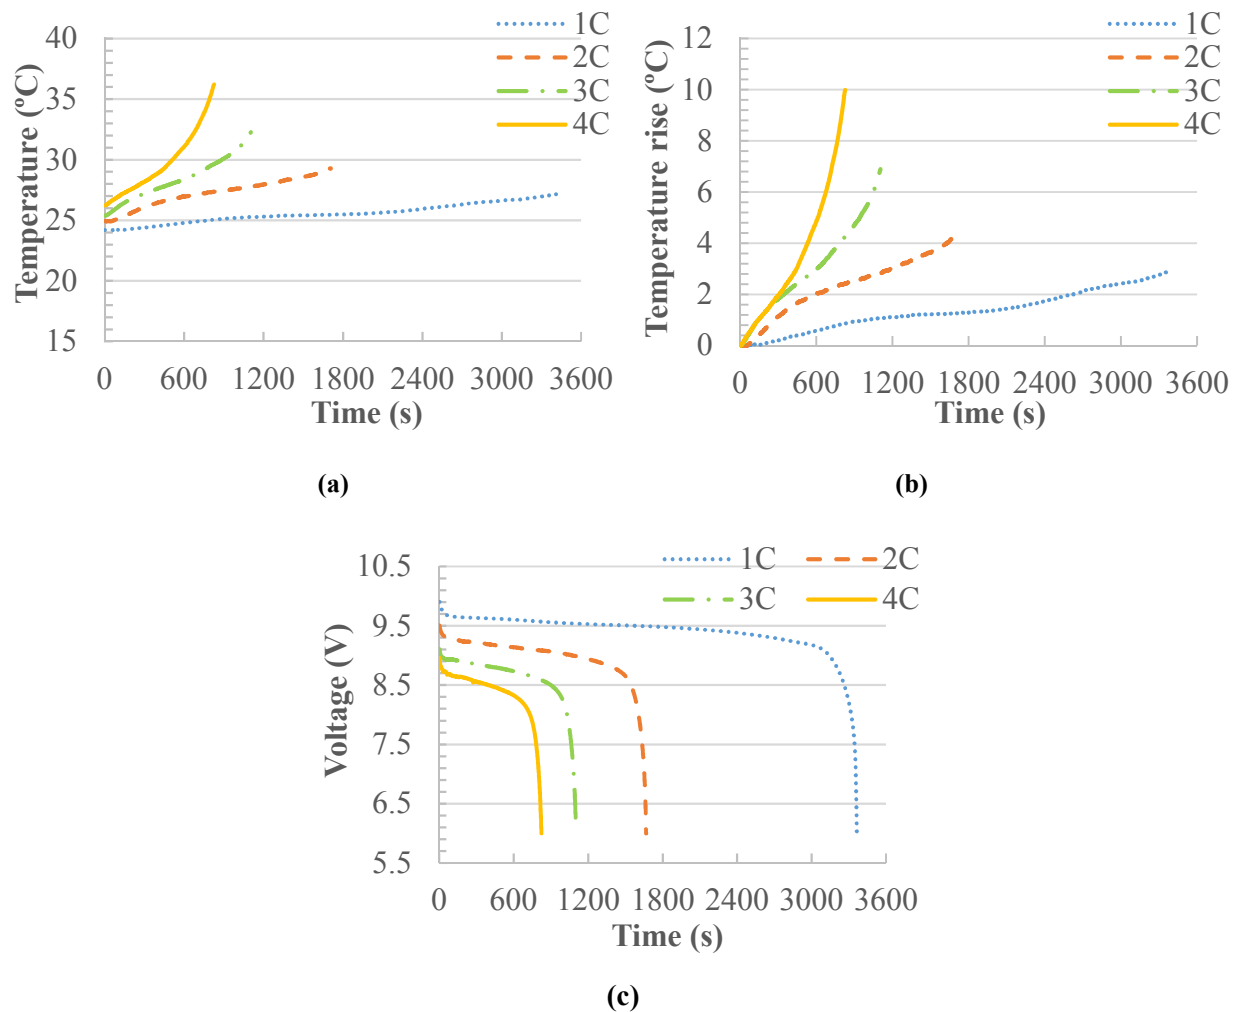 1C
2C
3C
4C
Temperature (ºC)
40
35
30
25
20
15
0 600 1200 1800 2400 3000 3600
Time (s)
(a)
1C
2C
3C
4C
Temperature rise (ºC)
12
10
8
6
4
2
0
0 600 1200 1800 2400 3000 3600
Time (s)
(b)
1C 2C
3C 4C
Voltage (V)
10.5
9.5
8.5
7.5
6.5
5.5
0 600 1200 1800 2400 3000 3600
Time (s)
(c)